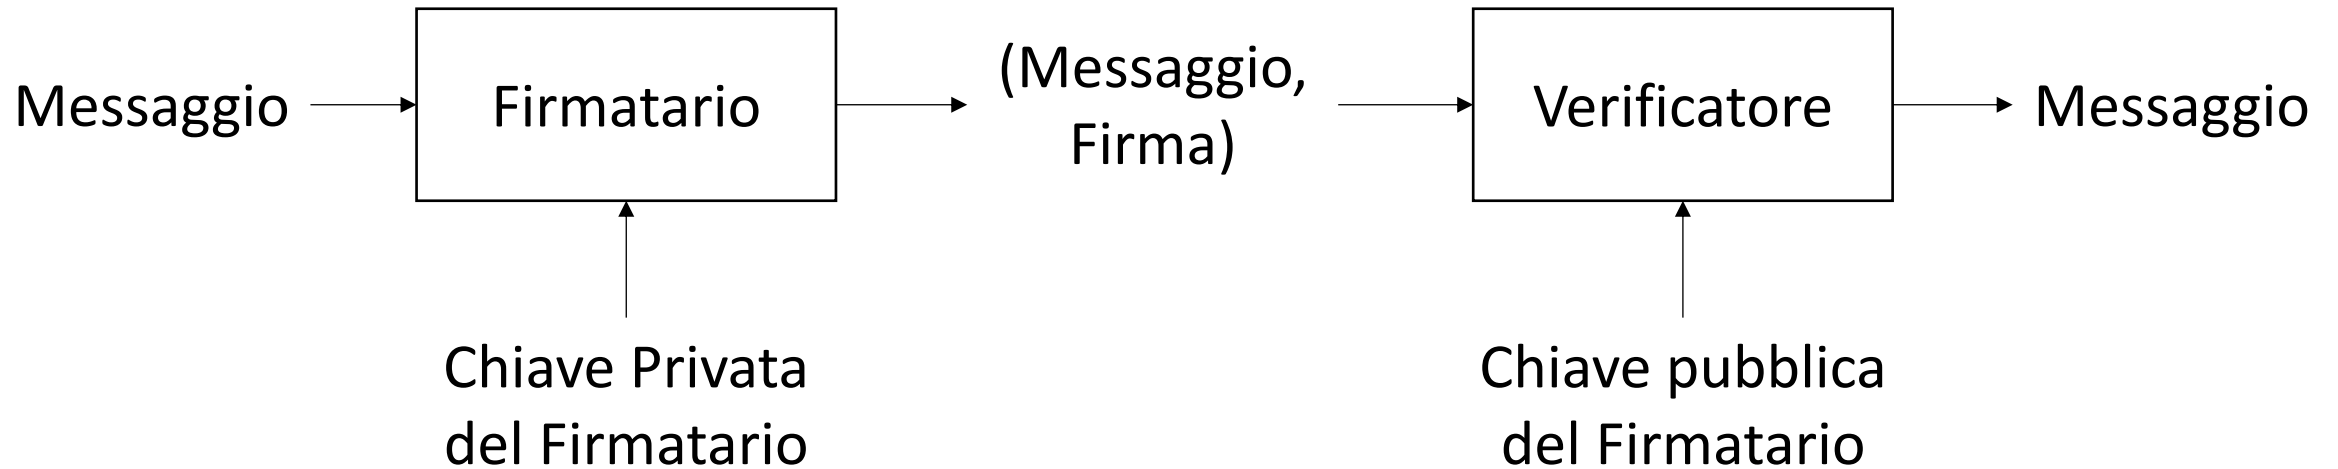 Messaggio
Firmatario
(Messaggio,
Firma)
Verificatore
Messaggio
Chiave Privata
del Firmatario
Chiave pubblica
del Firmatario